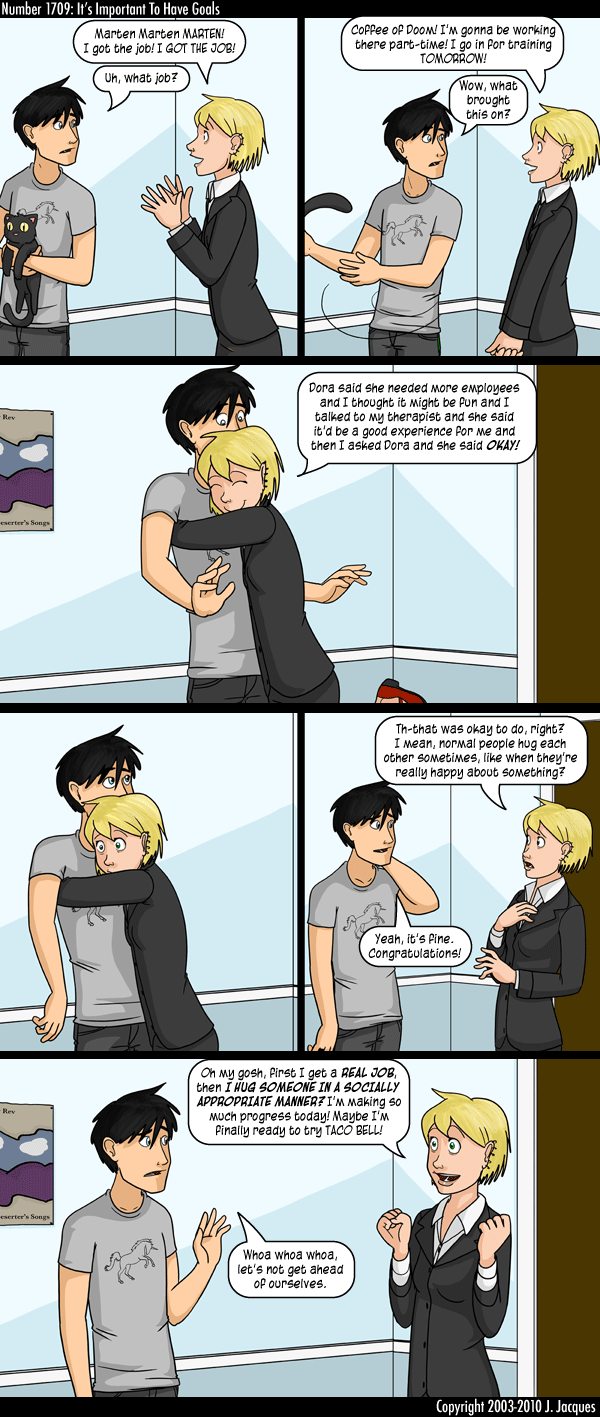 Number 1709: It's Important To Have Goals
Marten Marten MARTEN!
I got the job! I GOT THE JOB!
Uh, what job?
Coffee of Doom! I'm gonna be working
there part-time! I go in for training
TOMORROW!
Wow, what
brought
this on?
Dora said she needed more employees
and I thought it might be fun and I
talked to my therapist and she said
it'd be a good experience for me and
then I asked Dora and she said OKAY!
Rev
eserter's Songs
Th-that was okay to do, right?
I mean, normal people hug each
other sometimes, like when they're
really happy about something?
Yeah, it's fine.
Congratulations!
Oh my gosh, first I get a REAL JOB,
then I HUG SOMEONE IN A SOCIALLY
APPROPRIATE MANNER? I'm making so
much progress today! Maybe I'm
finally ready to try TACO BELL!
Rev
eserter's Songs
Whoa whoa whoa,
let's not get ahead
of ourselves.
Copyright 2003-2010 J. Jacques